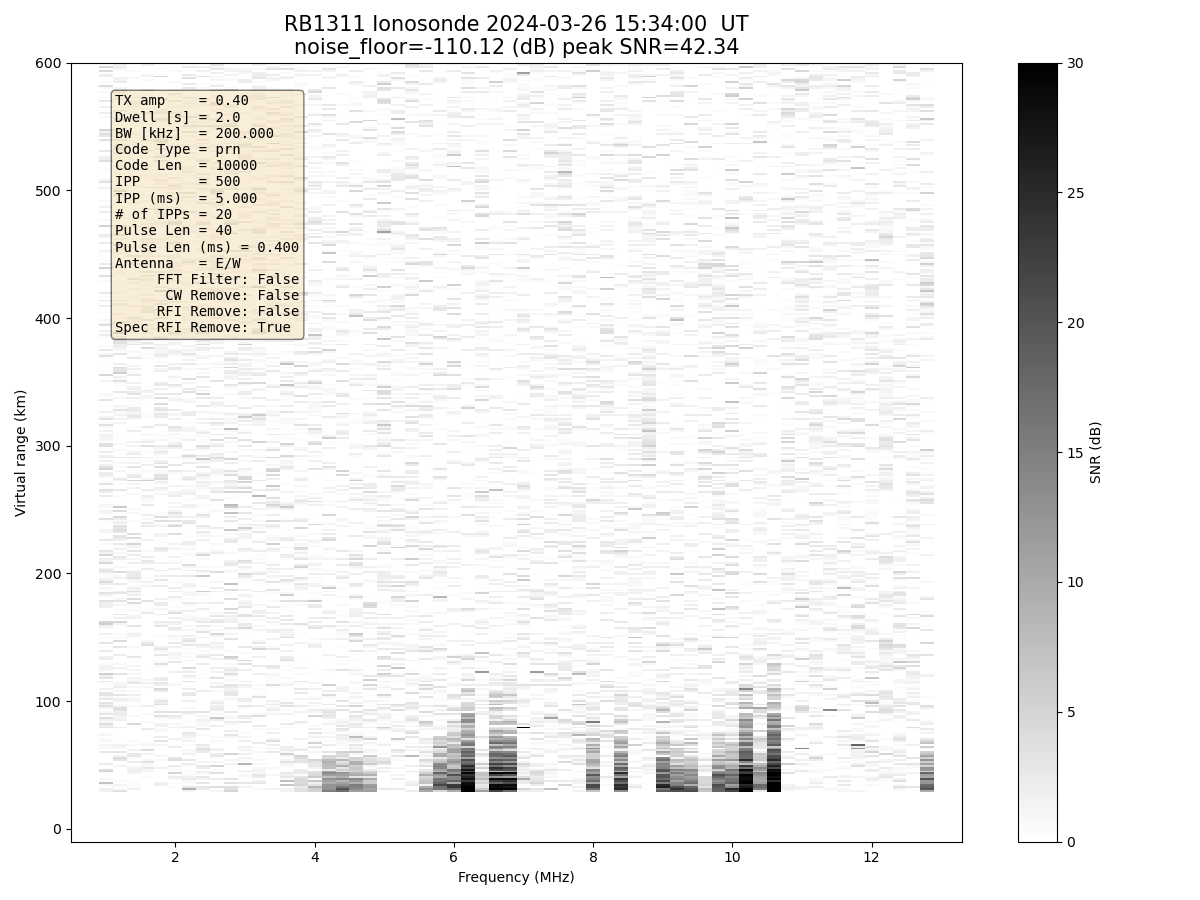 RB1311 Ionosonde 2024-03-26 15:34:00  UT
noise_floor=-110.12 (dB) peak SNR=42.34
TX amp    = 0.40
Dwell [s] = 2.0
BW [kHz]  = 200.000
Code Type = prn
Code Len  = 10000
IPP       = 500
IPP (ms)  = 5.000
# of IPPs = 20
Pulse Len = 40
Pulse Len (ms) = 0.400
Antenna   = E/W
FFT Filter: False
CW Remove: False
RFI Remove: False
Spec RFI Remove: True
600
500
400
300
200
100
0
Virtual range (km)
2 4 6 8 10 12
Frequency (MHz)
30
25
20
15
10
5
0
SNR (dB)